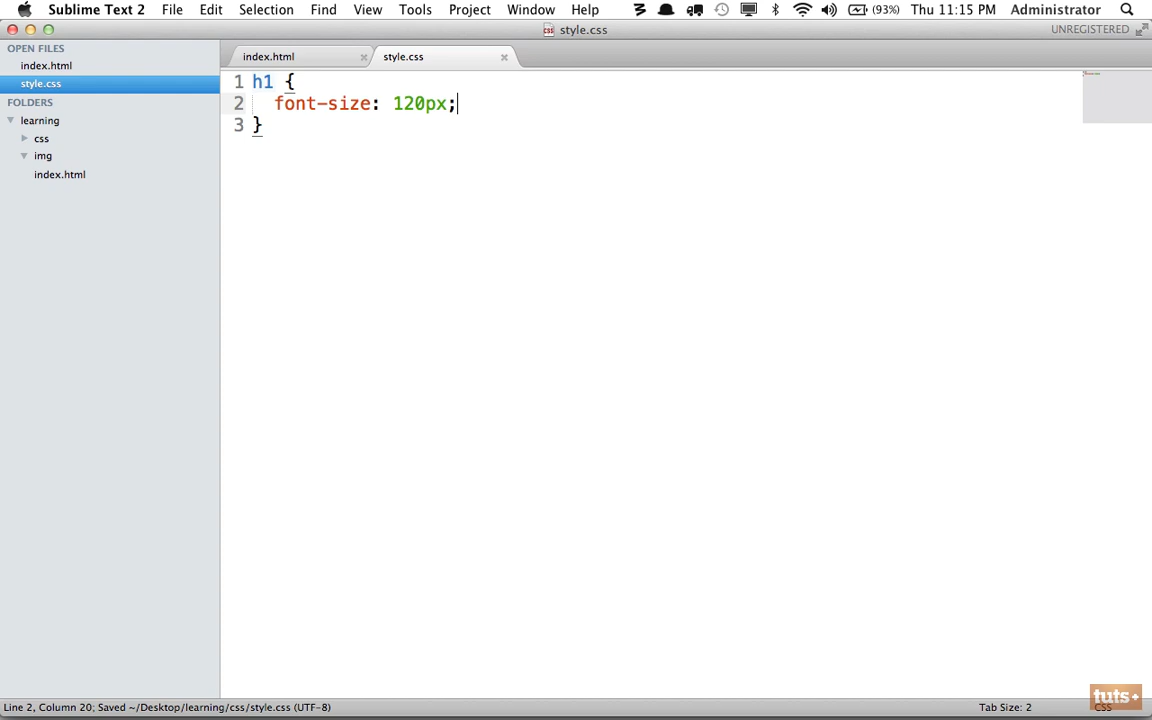 Sublime Text 2 File Edit Selection Find View Tools Project Window Help (93%) Thu 11:15 PM Administrator
style.css UNREGISTERED
OPEN FILES
index.html
style.css
FOLDERS
learning
css
img
index.html
index.html style.css
1 h1 {
2 font-size: 120px;
3 }
Line 2, Column 20; Saved ~/Desktop/learning/css/style.css (UTF-8) Tab Size: 2 CSS
tuts+